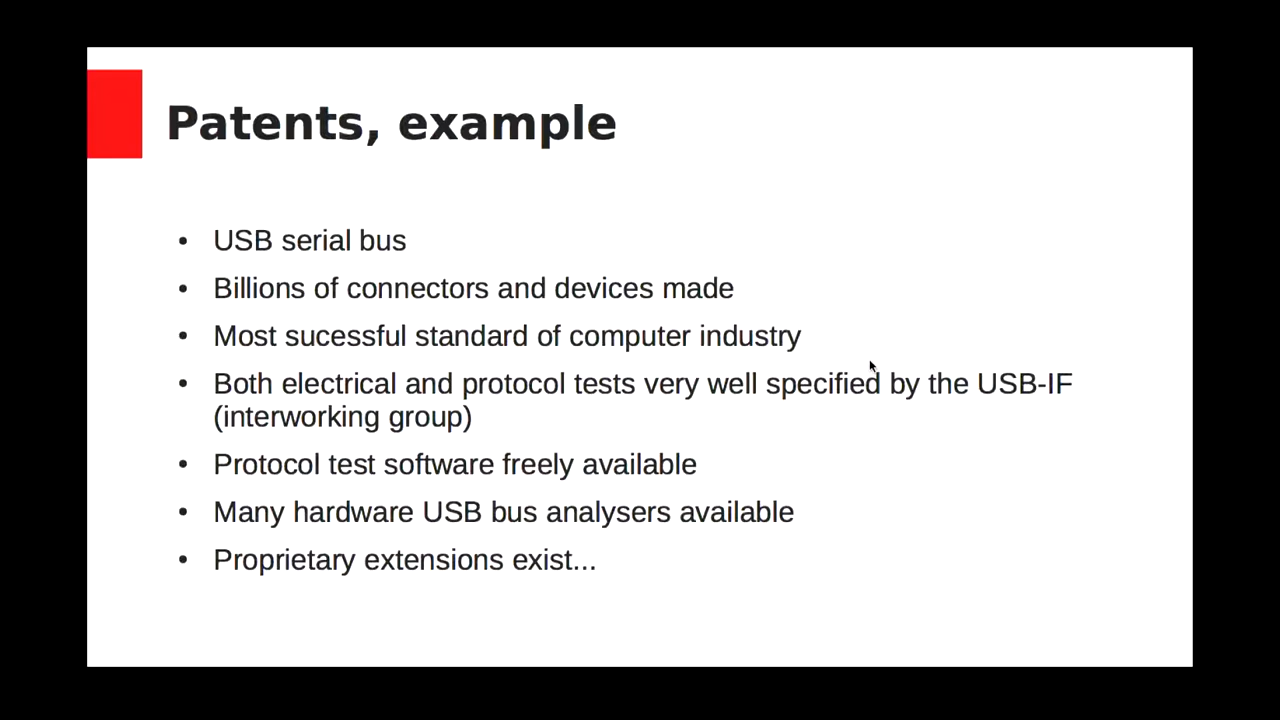 Patents, example
• USB serial bus
• Billions of connectors and devices made
• Most sucessful standard of computer industry
• Both electrical and protocol tests very well specified by the USB-IF
(interworking group)
• Protocol test software freely available
• Many hardware USB bus analysers available
• Proprietary extensions exist...